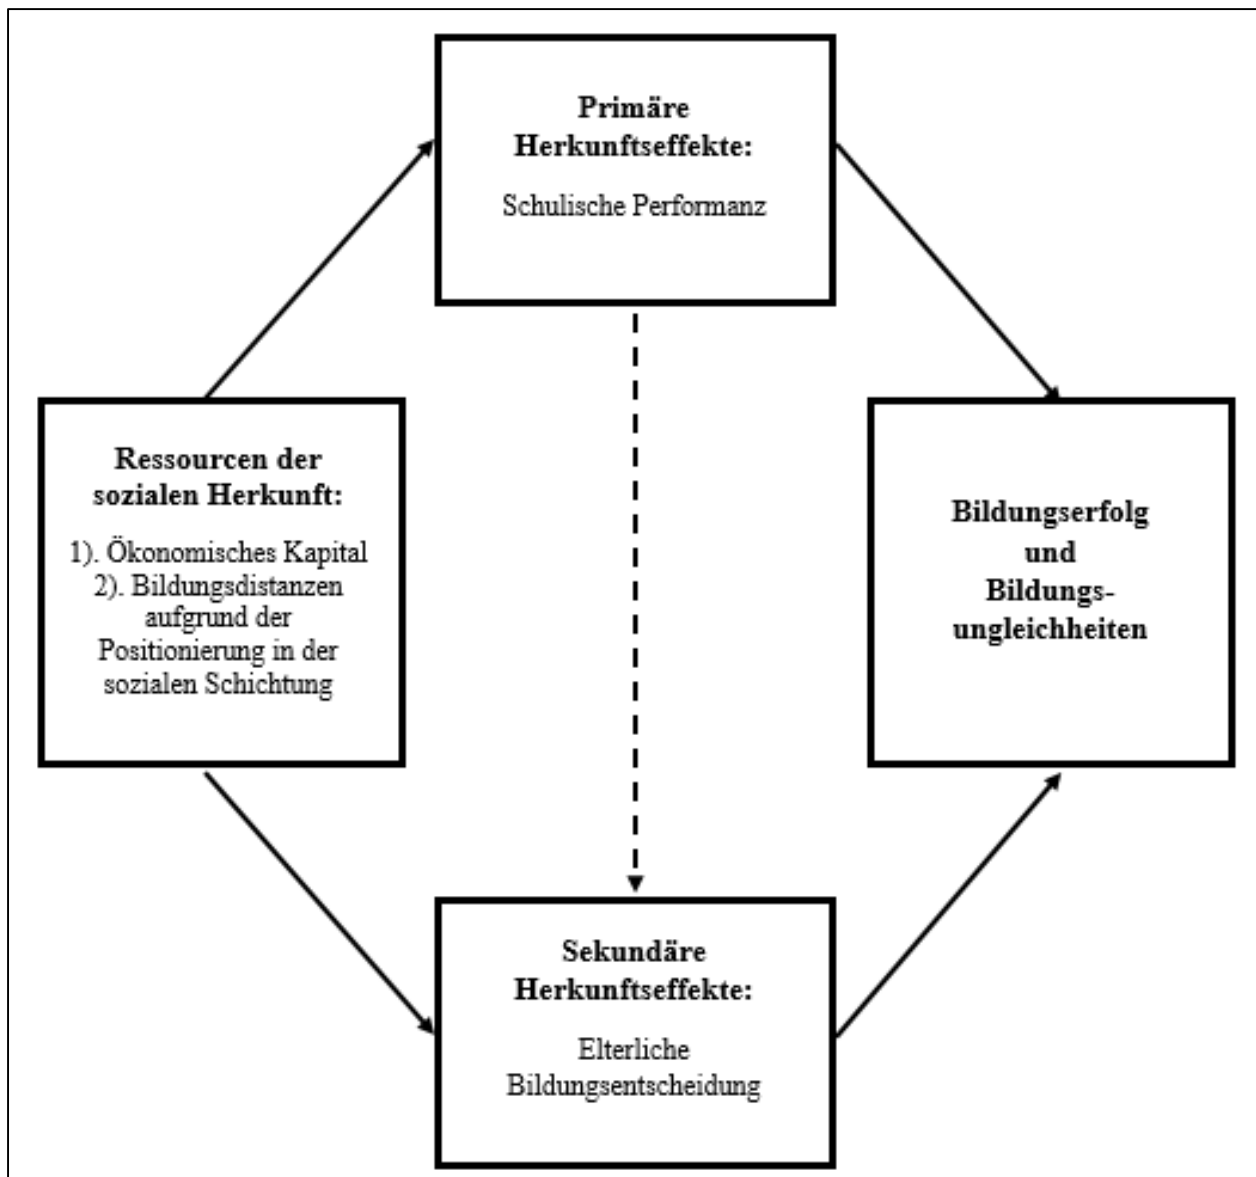 Primäre
Herkunftseffekte:
Schulische Performanz
Ressourcen der
sozialen Herkunft:
1). Ökonomisches Kapital
2). Bildungsdistanzen
aufgrund der
Positionierung in der
sozialen Schichtung
Bildungserfolg
und
Bildungs-
ungleichheiten
Sekundäre
Herkunftseffekte:
Elterliche
Bildungsentscheidung